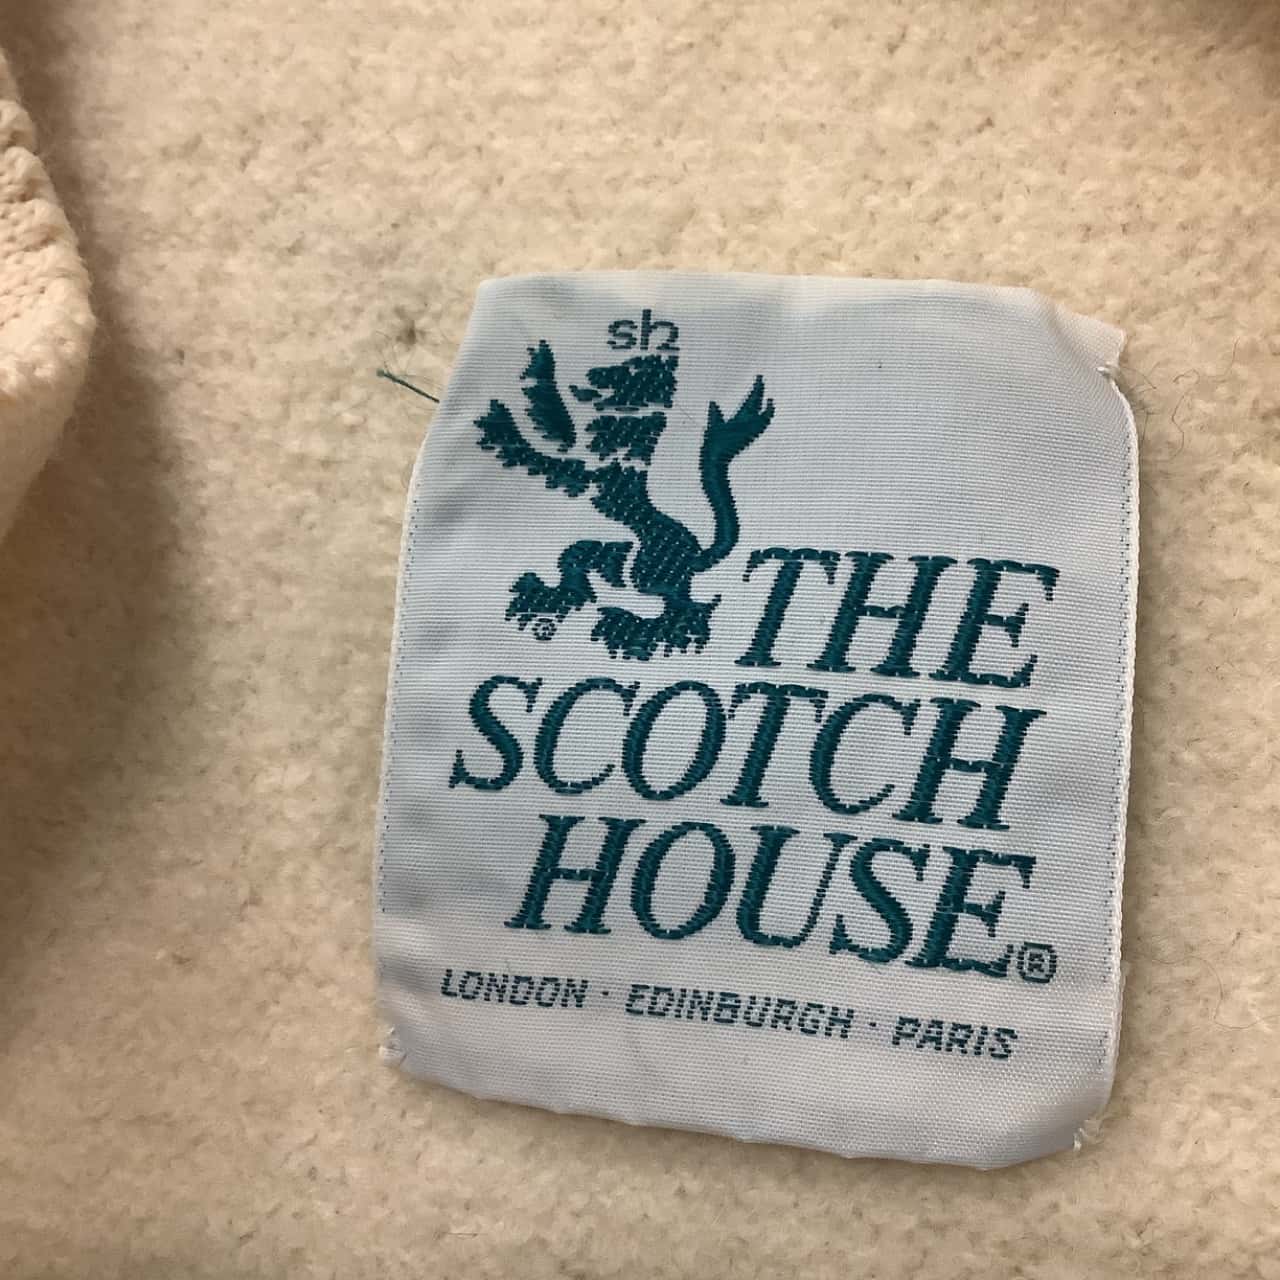 sh
®
THE
SCOTCH
HOUSE®
LONDON · EDINBURGH · PARIS